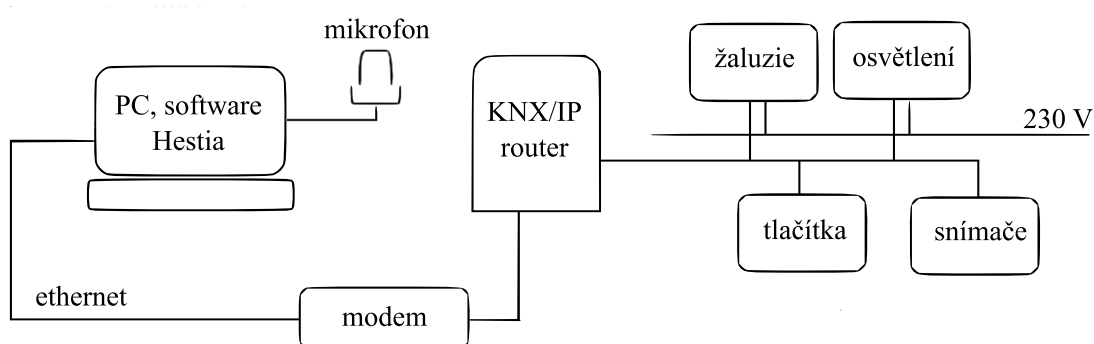 mikrofon
PC, software
Hestia
KNX/IP
router
žaluzie
osvětlení
230 V
tlačítka
snímače
ethernet
modem